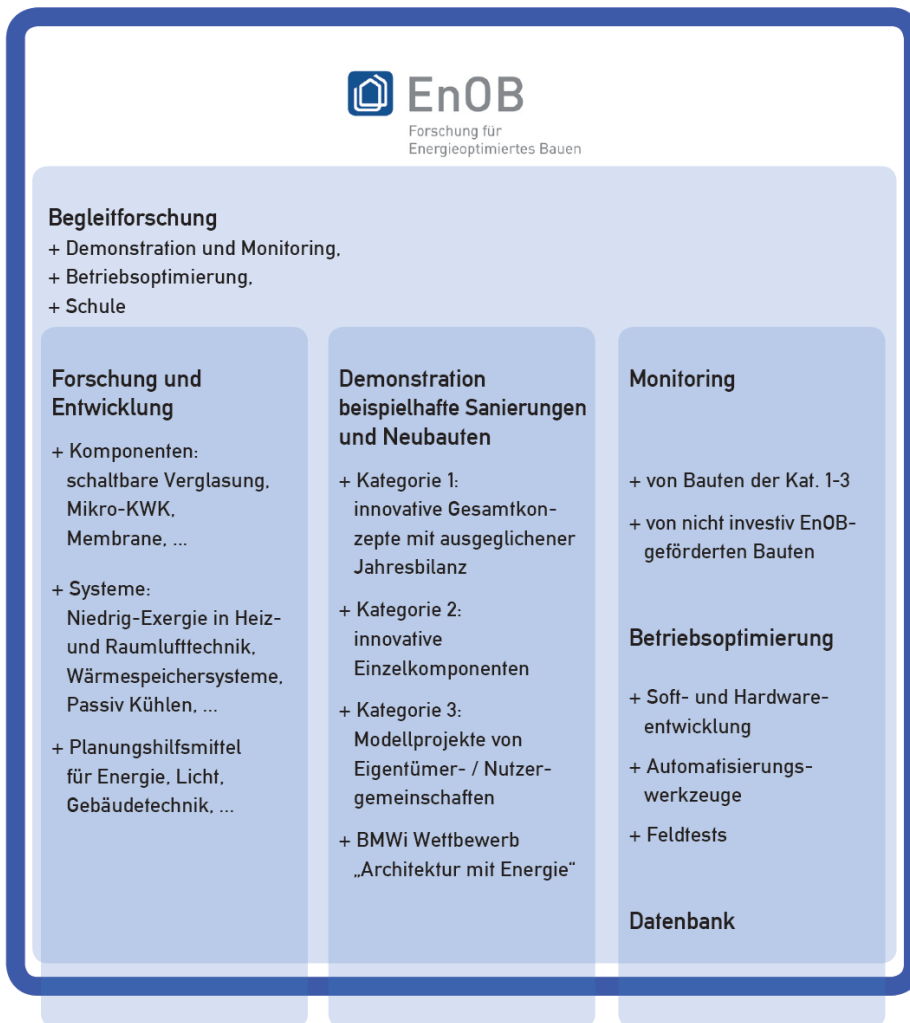 EnOB
Forschung für
Energieoptimiertes Bauen
Begleitforschung
+ Demonstration und Monitoring,
+ Betriebsoptimierung,
+ Schule
Forschung und
Entwicklung
+ Komponenten:
schaltbare Verglasung,
Mikro-KWK,
Membrane, ...
+ Systeme:
Niedrig-Exergie in Heiz-
und Raumlufttechnik,
Wärmespeichersysteme,
Passiv Kühlen, ...
+ Planungshilfsmittel
für Energie, Licht,
Gebäudetechnik, ...
Demonstration
beispielhafte Sanierungen
und Neubauten
+ Kategorie 1:
innovative Gesamtkon-
zepte mit ausgeglichener
Jahresbilanz
+ Kategorie 2:
innovative
Einzelkomponenten
+ Kategorie 3:
Modellprojekte von
Eigentümer- / Nutzer-
gemeinschaften
+ BMWi Wettbewerb
„Architektur mit Energie“
Monitoring
+ von Bauten der Kat. 1-3
+ von nicht investiv EnOB-
geförderten Bauten
Betriebsoptimierung
+ Soft- und Hardware-
entwicklung
+ Automatisierungs-
werkzeuge
+ Feldtests
Datenbank